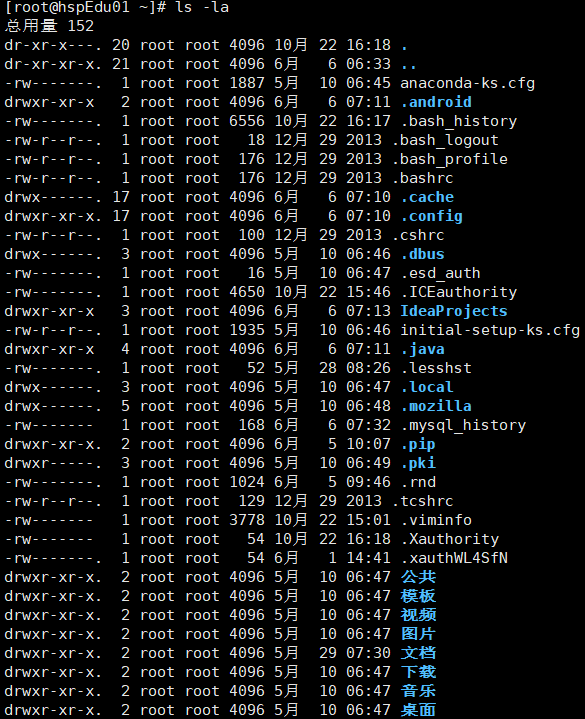 [root@hspEdu01 ~]# ls -la
总用量 152
dr-xr-x---. 20 root root 4096 10月 22 16:18 .
dr-xr-xr-x. 21 root root 4096 6月   6 06:33 ..
-rw-------.  1 root root 1887 5月  10 06:45 anaconda-ks.cfg
drwxr-xr-x   2 root root 4096 6月   6 07:11 .android
-rw-------.  1 root root 6556 10月 22 16:17 .bash_history
-rw-r--r--.  1 root root   18 12月 29 2013 .bash_logout
-rw-r--r--.  1 root root  176 12月 29 2013 .bash_profile
-rw-r--r--.  1 root root  176 12月 29 2013 .bashrc
drwx------. 17 root root 4096 6月   6 07:10 .cache
drwxr-xr-x. 17 root root 4096 6月   6 07:10 .config
-rw-r--r--.  1 root root  100 12月 29 2013 .cshrc
drwx------.  3 root root 4096 5月  10 06:46 .dbus
-rw-------.  1 root root   16 5月  10 06:47 .esd_auth
-rw-------.  1 root root 4650 10月 22 15:46 .ICEauthority
drwxr-xr-x   3 root root 4096 6月   6 07:13 IdeaProjects
-rw-r--r--.  1 root root 1935 5月  10 06:46 initial-setup-ks.cfg
drwxr-xr-x   4 root root 4096 6月   6 07:11 .java
-rw-------.  1 root root   52 5月  28 08:26 .lesshst
drwx------.  3 root root 4096 5月  10 06:47 .local
drwx------.  5 root root 4096 5月  10 06:48 .mozilla
-rw-------   1 root root  168 6月   6 07:32 .mysql_history
drwxr-xr-x.  2 root root 4096 6月   5 10:07 .pip
drwxr-----.  3 root root 4096 5月  10 06:49 .pki
-rw-------.  1 root root 1024 6月   5 09:46 .rnd
-rw-r--r--.  1 root root  129 12月 29 2013 .tcshrc
-rw-------   1 root root 3778 10月 22 15:01 .viminfo
-rw-------   1 root root   54 10月 22 16:18 .Xauthority
-rw-------.  1 root root   54 6月   1 14:41 .xauthWL4SfN
drwxr-xr-x.  2 root root 4096 5月  10 06:47 公共
drwxr-xr-x.  2 root root 4096 5月  10 06:47 模板
drwxr-xr-x.  2 root root 4096 5月  10 06:47 视频
drwxr-xr-x.  2 root root 4096 5月  10 06:47 图片
drwxr-xr-x.  2 root root 4096 5月  29 07:30 文档
drwxr-xr-x.  2 root root 4096 5月  10 06:47 下载
drwxr-xr-x.  2 root root 4096 5月  10 06:47 音乐
drwxr-xr-x.  2 root root 4096 5月  10 06:47 桌面